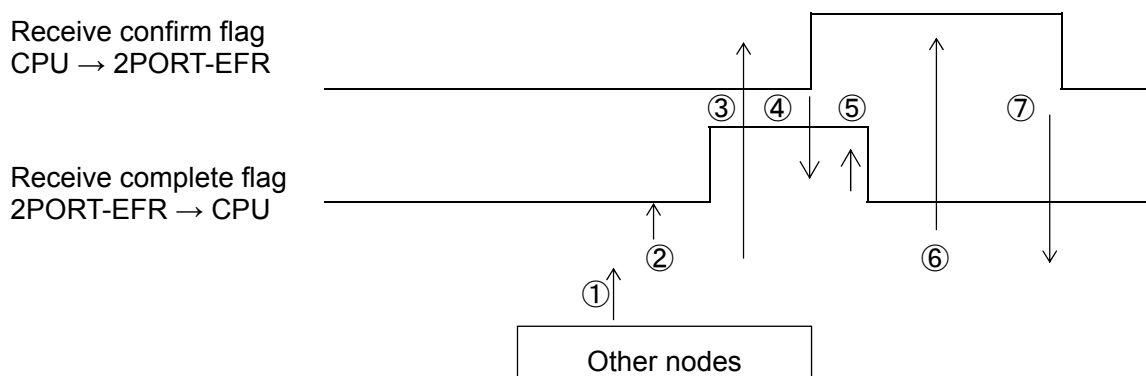 Receive confirm flag
CPU → 2PORT-EFR
③ ④ ⑤ ⑦
Receive complete flag
2PORT-EFR → CPU
② ⑥
①
Other nodes